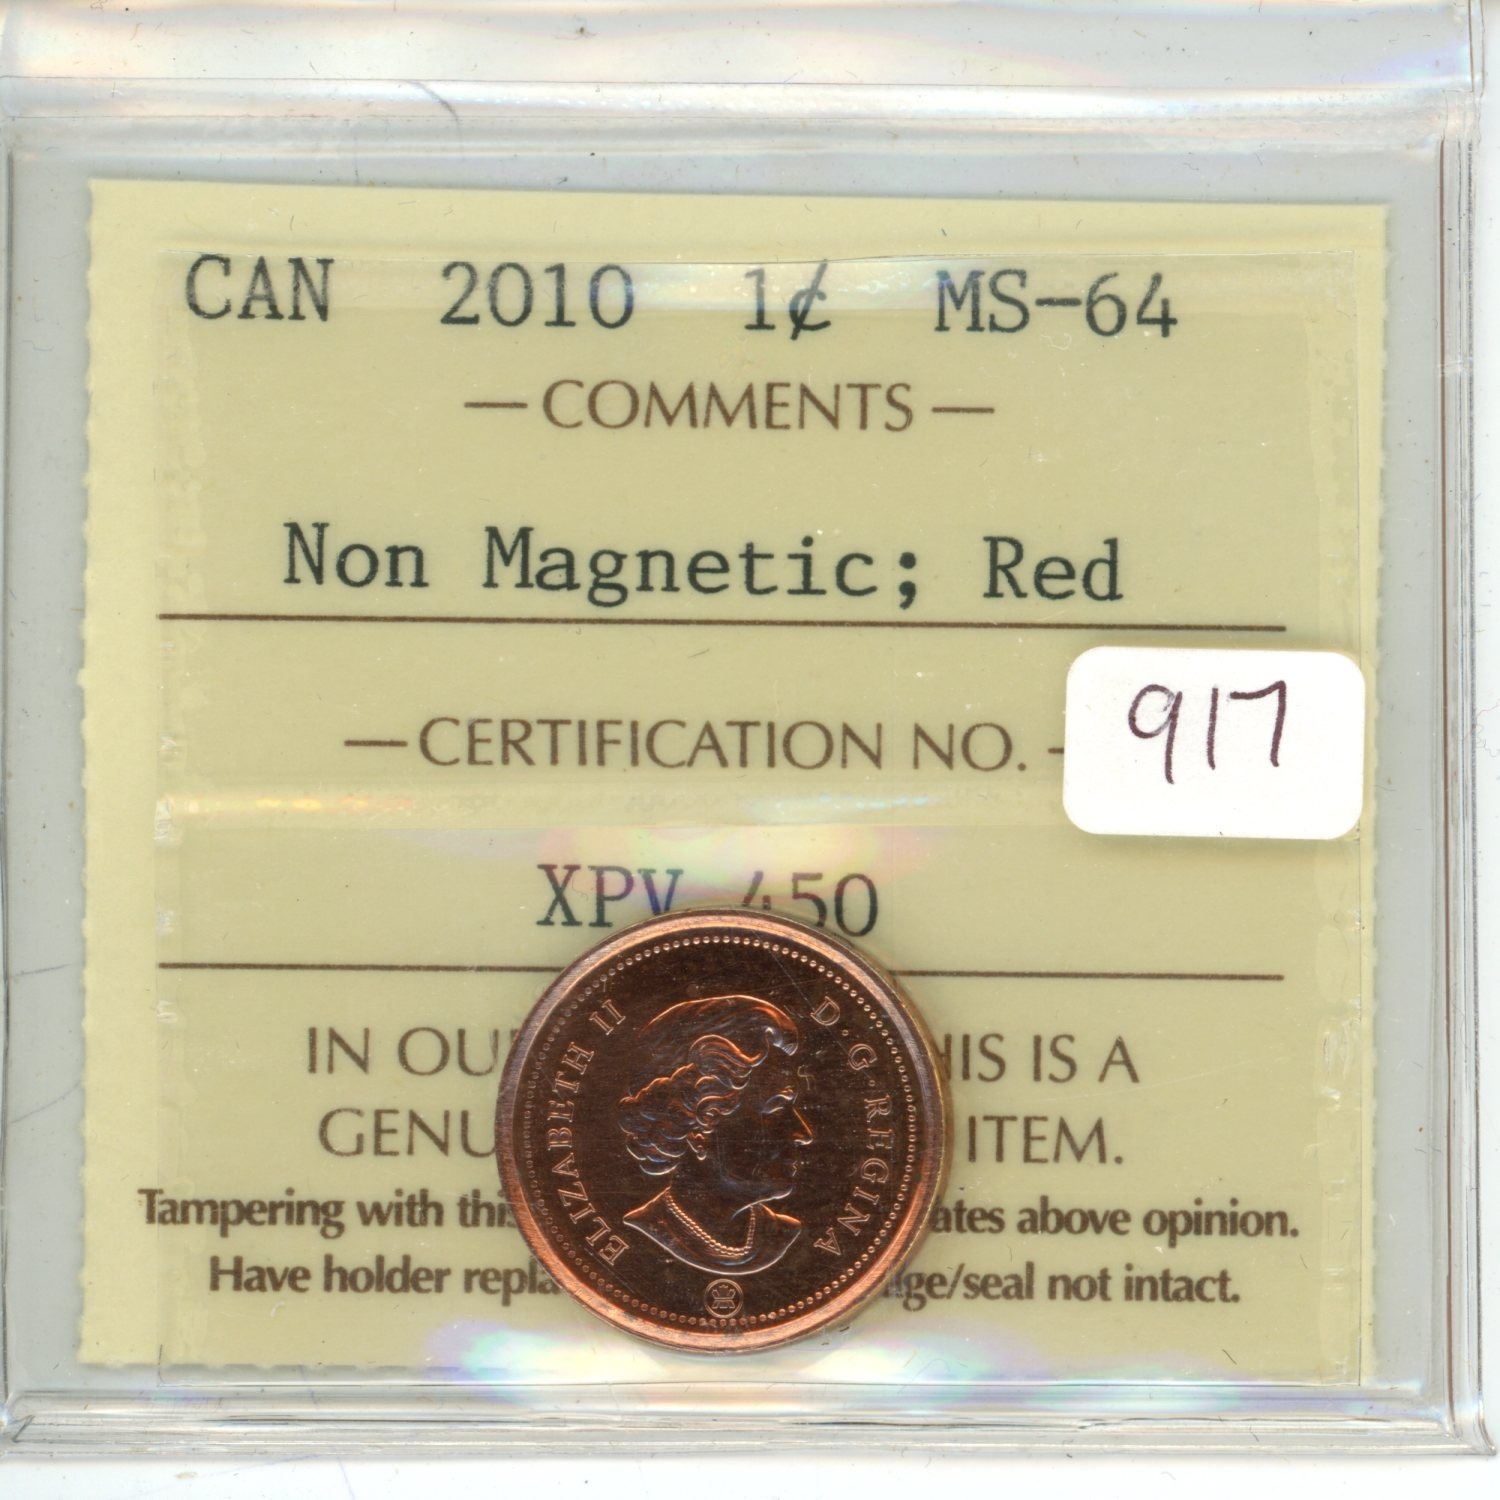 CAN 2010 1¢ MS-64
—COMMENTS—
Non Magnetic; Red
—CERTIFICATION NO. -
917
XPV 450
IN OU HIS IS A
GENU ITEM.
Tampering with this ates above opinion.
Have holder repla ge/seal not intact.
ELIZABETH II D·G·REGINA